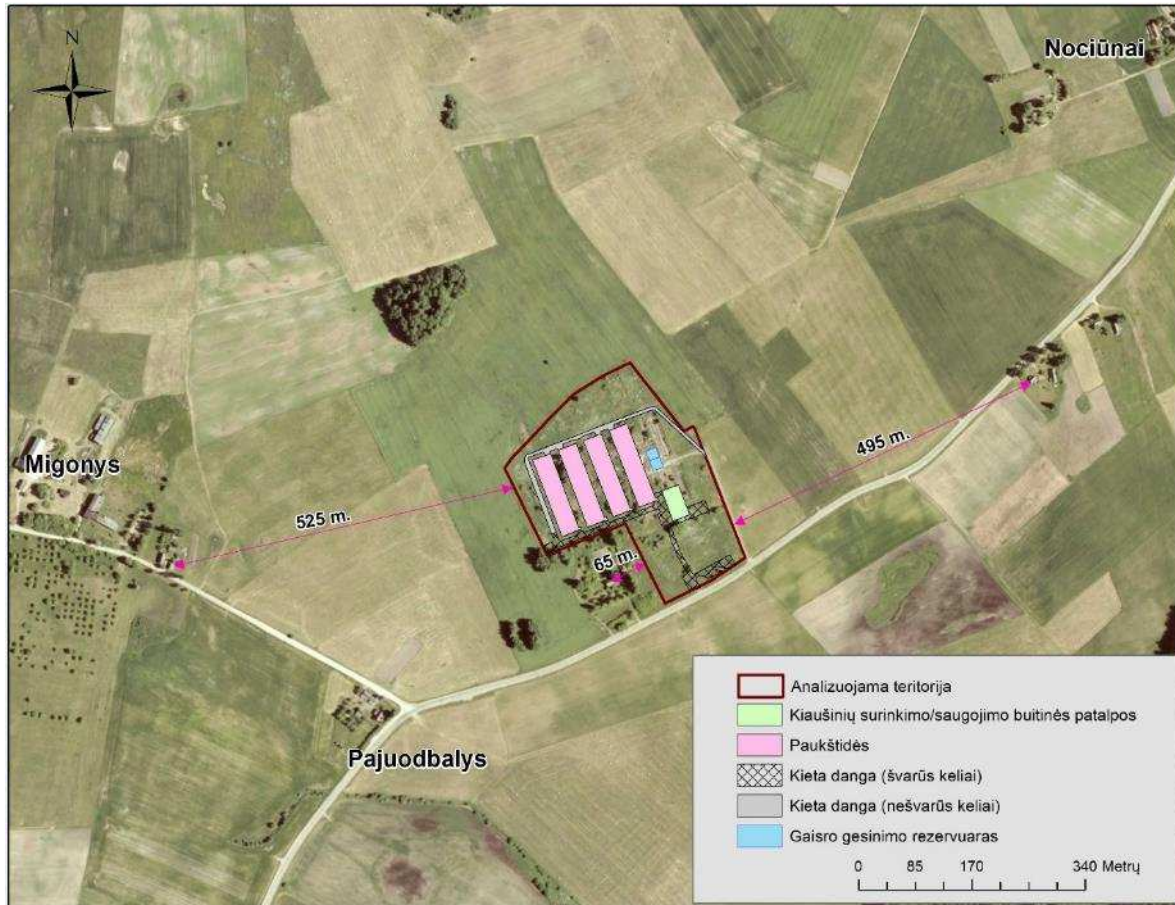 N
Nociūnai
Migonys
525 m.
495 m.
65 m.
Pajuodbalys
Analizuojama teritorija
Kiaušinių surinkimo/saugojimo buitinės patalpos
Paukštidės
Kieta danga (švarūs keliai)
Kieta danga (nešvarūs keliai)
Gaisro gesinimo rezervuaras
0 85 170 340 Metrų